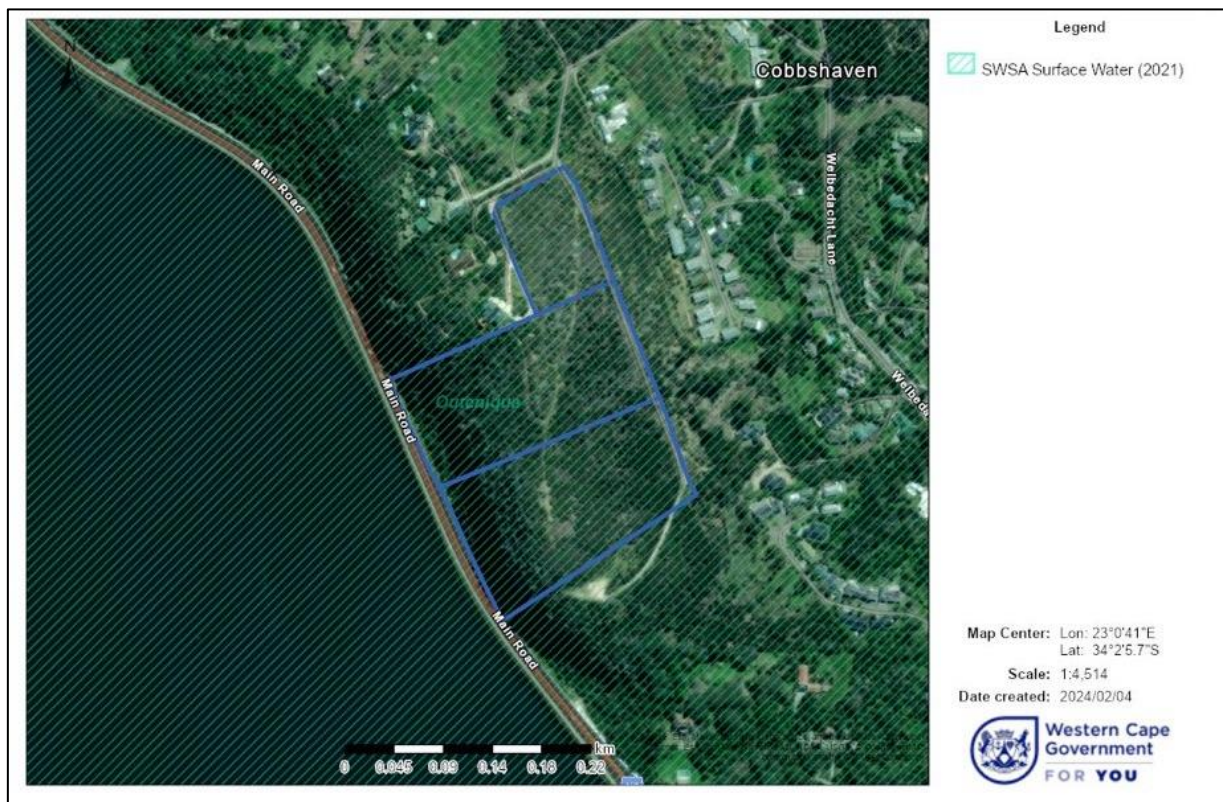 N
Cobbshaven
Main Road
Welbedacht Lane
Outeniqua
Main Road
Welbeda
Main Road
km
0 0.045 0.09 0.14 0.18 0.22
Legend
SWSA Surface Water (2021)
Map Center: Lon: 23°0'41"E
Lat: 34°2'5.7"S
Scale: 1:4,514
Date created: 2024/02/04
Western Cape
Government
FOR YOU